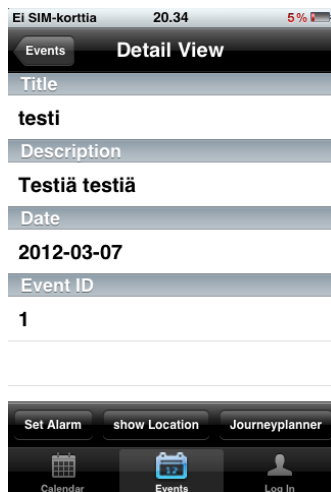 Ei SIM-korttia 20.34 5%
Events Detail View
Title
testi
Description
Testiä testiä
Date
2012-03-07
Event ID
1
Set Alarm show Location Journeyplanner
12
Calendar Events Log In